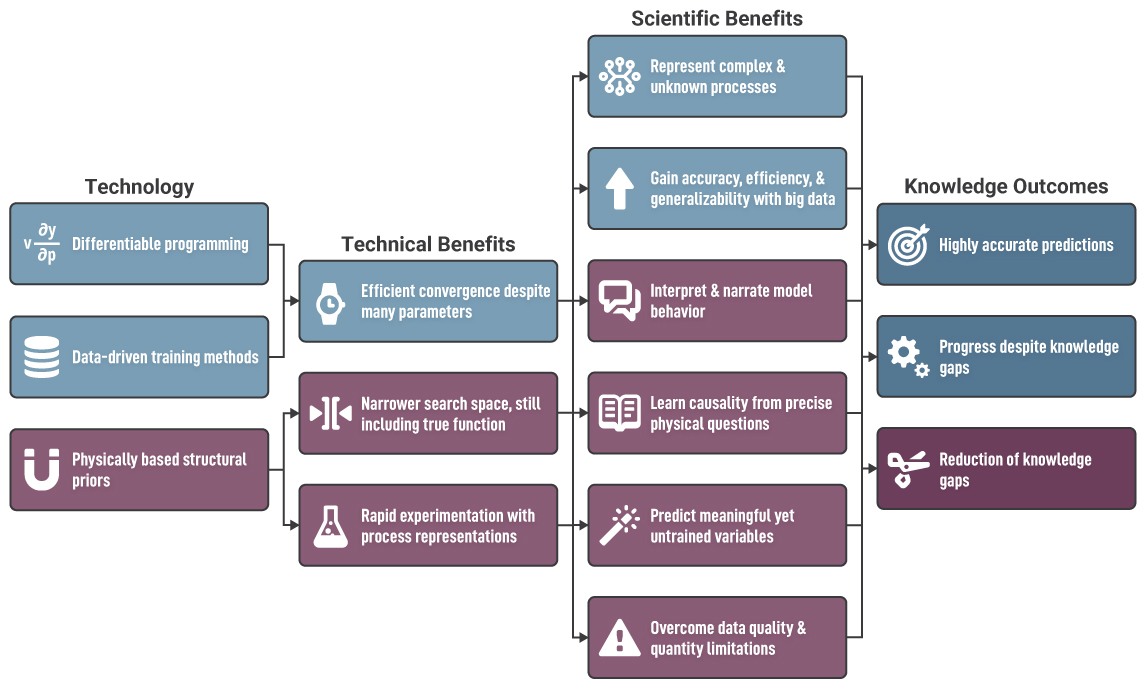 Technology
v ∂y
∂p
Differentiable programming
Data-driven training methods
Physically based structural
priors
Technical Benefits
Efficient convergence despite
many parameters
Narrower search space, still
including true function
Rapid experimentation with
process representations
Scientific Benefits
Represent complex &
unknown processes
Gain accuracy, efficiency, &
generalizability with big data
Interpret & narrate model
behavior
Learn causality from precise
physical questions
Predict meaningful yet
untrained variables
Overcome data quality &
quantity limitations
Knowledge Outcomes
Highly accurate predictions
Progress despite knowledge
gaps
Reduction of knowledge
gaps